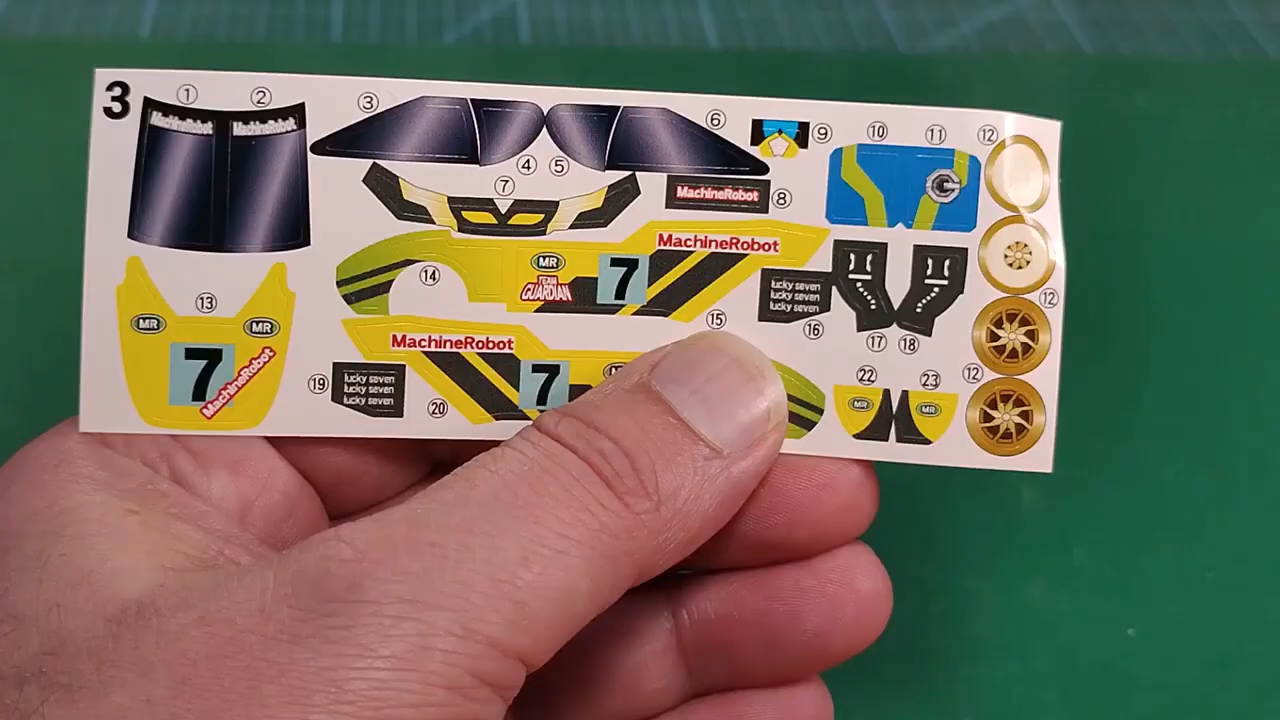 3
①
②
③
④
⑤
⑥
⑨
⑩
⑪
⑫
MachineRobot
MachineRobot
⑦
MachineRobot
⑧
MachineRobot
MR
TEAM
GUARDIAN
7
⑭
⑬
MR
MR
7
MachineRobot
lucky seven
lucky seven
lucky seven
⑮
⑯
⑰
⑱
⑫
MachineRobot
7
⑲
lucky seven
lucky seven
lucky seven
⑳
㉒
㉓
⑫
MR
MR